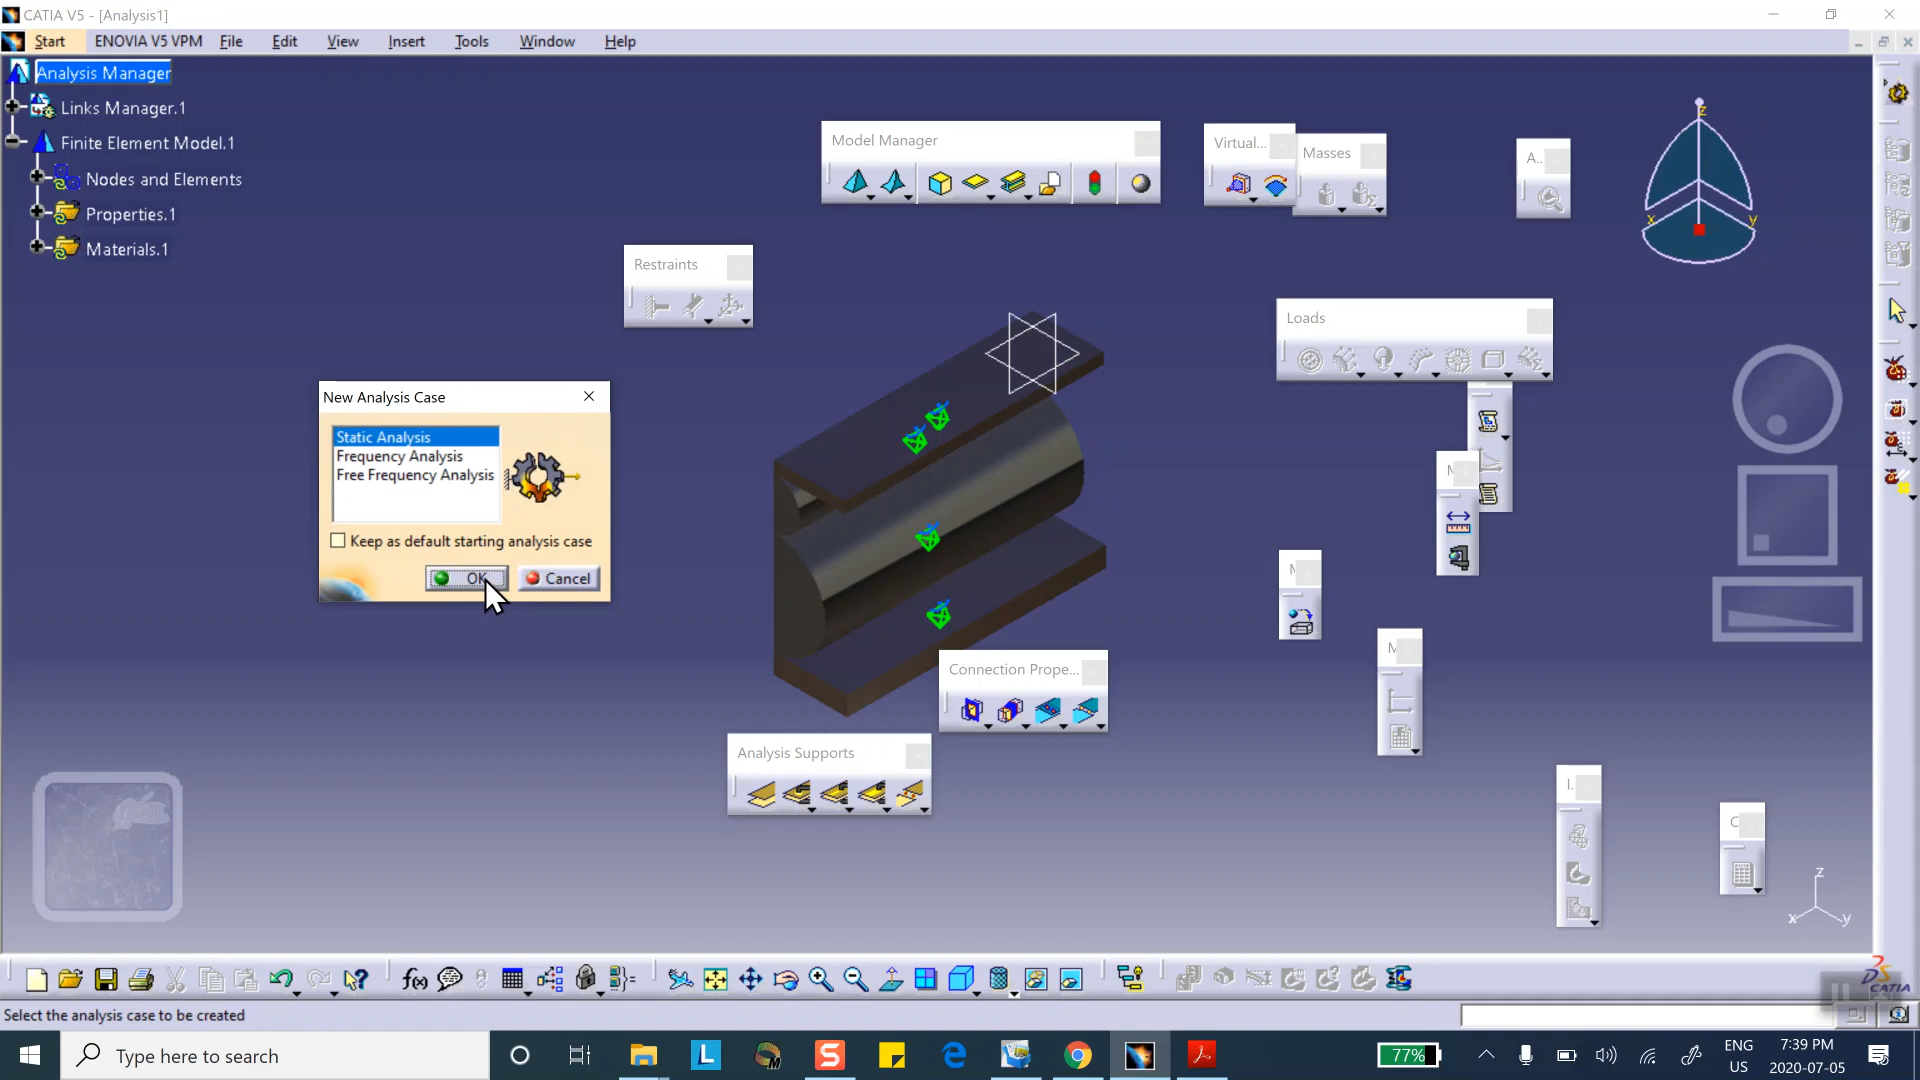 CATIA V5 - [Analysis1]
Start ENOVIA V5 VPM File Edit View Insert Tools Window Help
Analysis Manager
Links Manager.1
Finite Element Model.1
Nodes and Elements
Properties.1
Materials.1
Model Manager
Virtual...
Masses
A..
Restraints
Loads
New Analysis Case
Static Analysis
Frequency Analysis
Free Frequency Analysis
Keep as default starting analysis case
OK Cancel
Connection Prope...
Analysis Supports
I.
C
z
x
y
z
x y
f(x)
CATIA
Select the analysis case to be created
Type here to search
77%
ENG
US
7:39 PM
2020-07-05